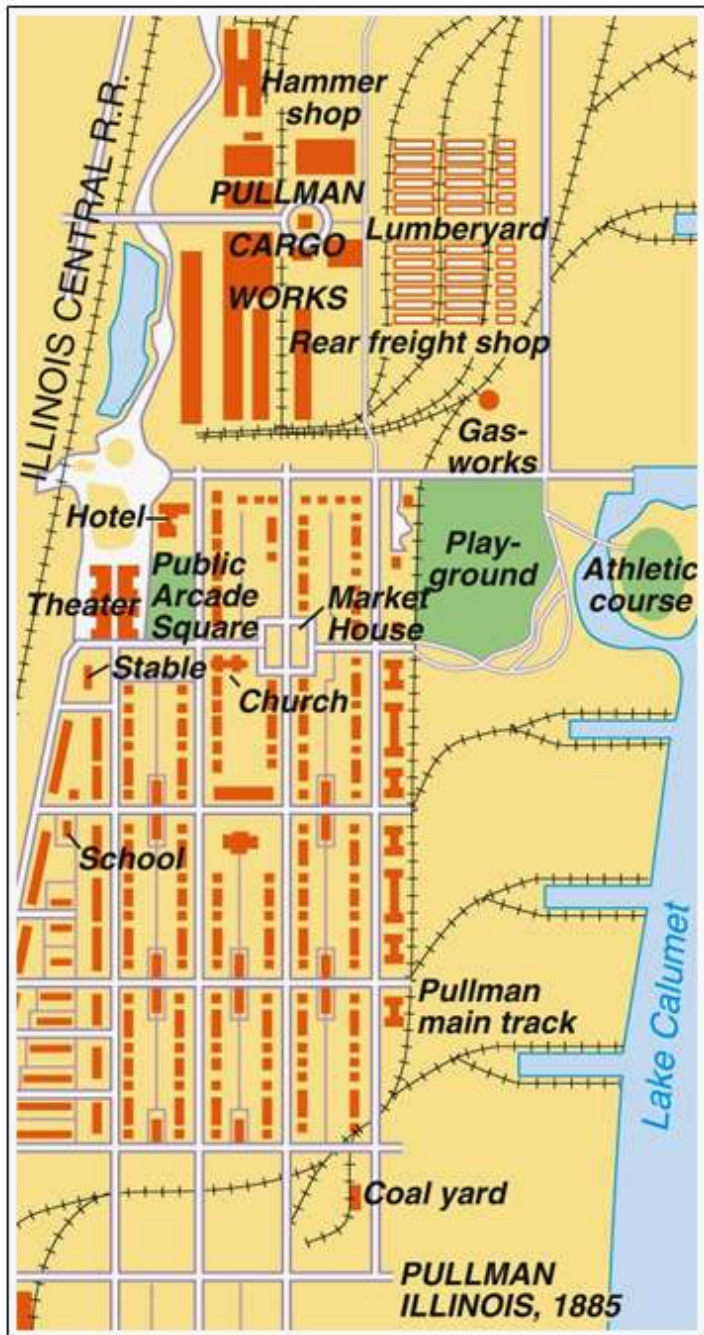 Hammer
shop
ILLINOIS CENTRAL R.R.
PULLMAN
CARGO
WORKS
Lumberyard
Rear freight shop
Gas-
works
Hotel
Public
Arcade
Square
Theater
Play-
ground
Athletic
course
Market
House
Stable
Church
School
Pullman
main track
Lake Calumet
Coal yard
PULLMAN
ILLINOIS, 1885